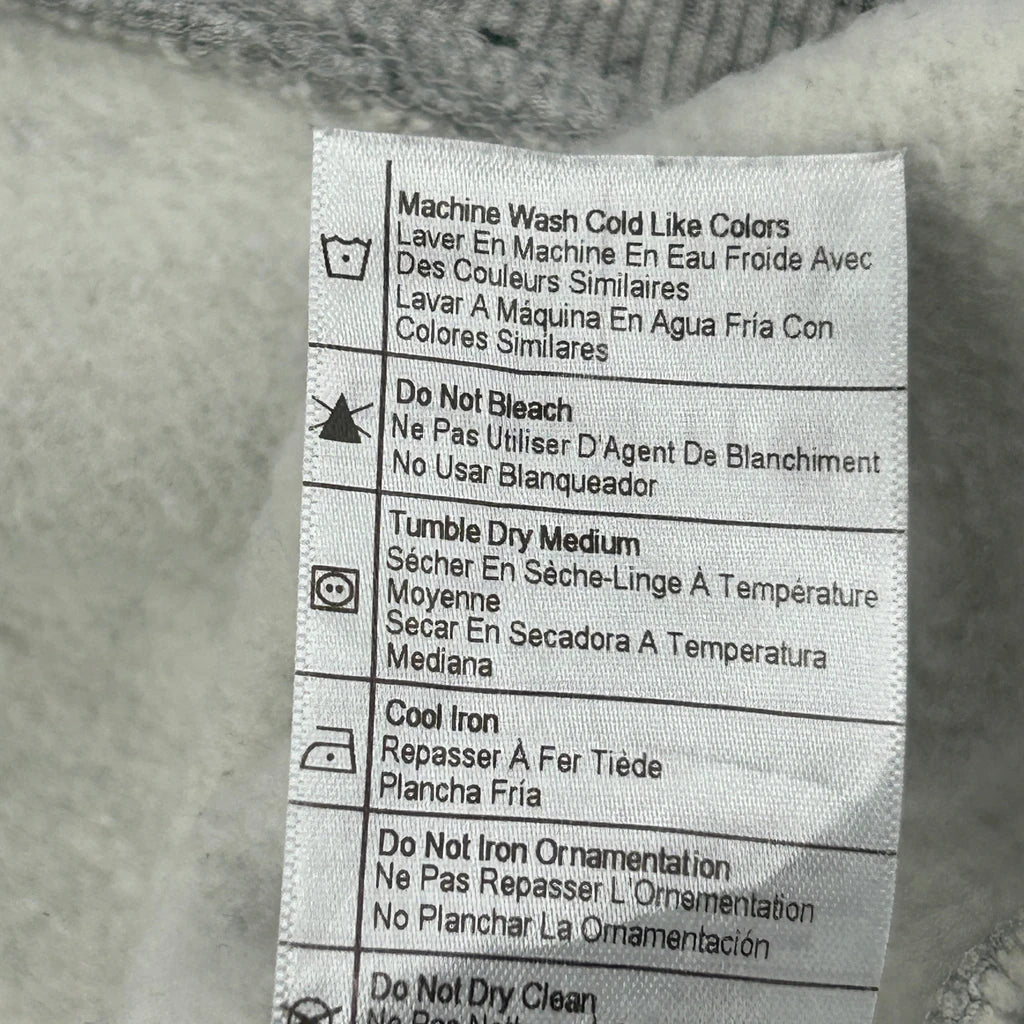 Machine Wash Cold Like Colors
Laver En Machine En Eau Froide Avec
Des Couleurs Similaires
Lavar A Máquina En Agua Fría Con
Colores Similares
Do Not Bleach
Ne Pas Utiliser D'Agent De Blanchiment
No Usar Blanqueador
Tumble Dry Medium
Sécher En Sèche-Linge À Température
Moyenne
Secar En Secadora A Temperatura
Mediana
Cool Iron
Repasser À Fer Tiède
Plancha Fría
Do Not Iron Ornamentation
Ne Pas Repasser L'Ornementation
No Planchar La Ornamentación
Do Not Dry Clean
Ne Pas